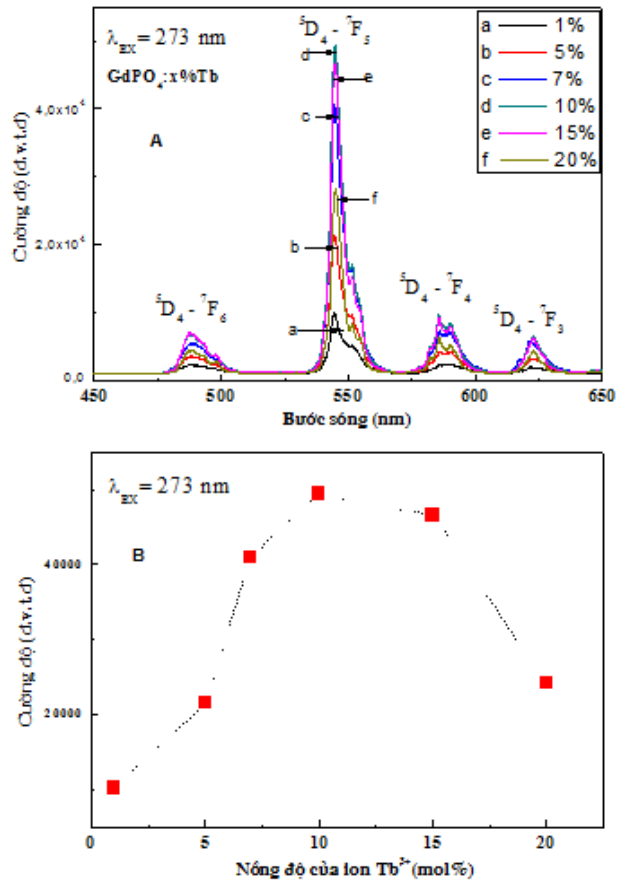 λEX = 273 nm
GdPO4:x%Tb
A
⁵D₄ - ⁷F₅
a 1%
b 5%
c 7%
d 10%
e 15%
f 20%
d
e
c
f
b
a
⁵D₄ - ⁷F₆
⁵D₄ - ⁷F₄
⁵D₄ - ⁷F₃
Cường độ (d.v.t.d)
4,0x10⁴
2,0x10⁴
0,0
450 500 550 600 650
Bước sóng (nm)
λEX = 273 nm
B
Cường độ (d.v.t.d)
40000
20000
0 5 10 15 20
Nồng độ của ion Tb³⁺(mol%)